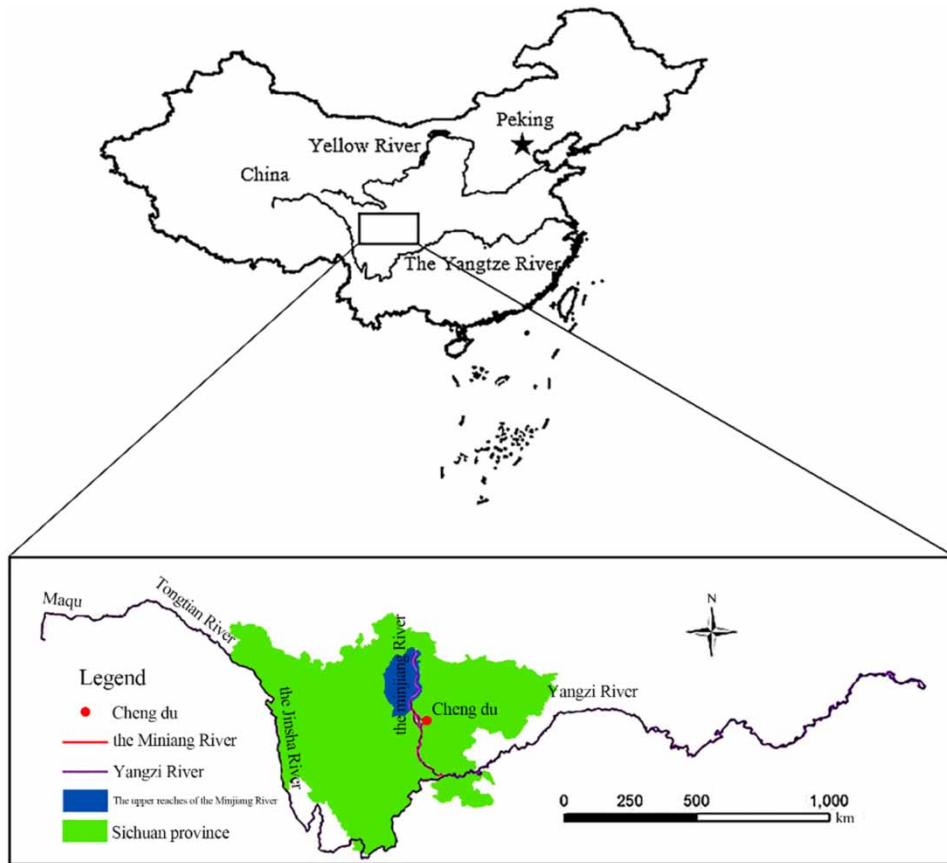 Peking
Yellow River
China
The Yangtze River
Maqu
Tongtian River
the Jinsha River
the minjiang River
Cheng du
Yangzi River
N
Legend
Cheng du
the Miniang River
Yangzi River
The upper reaches of the Minjiang River
Sichuan province
0 250 500 1,000
km